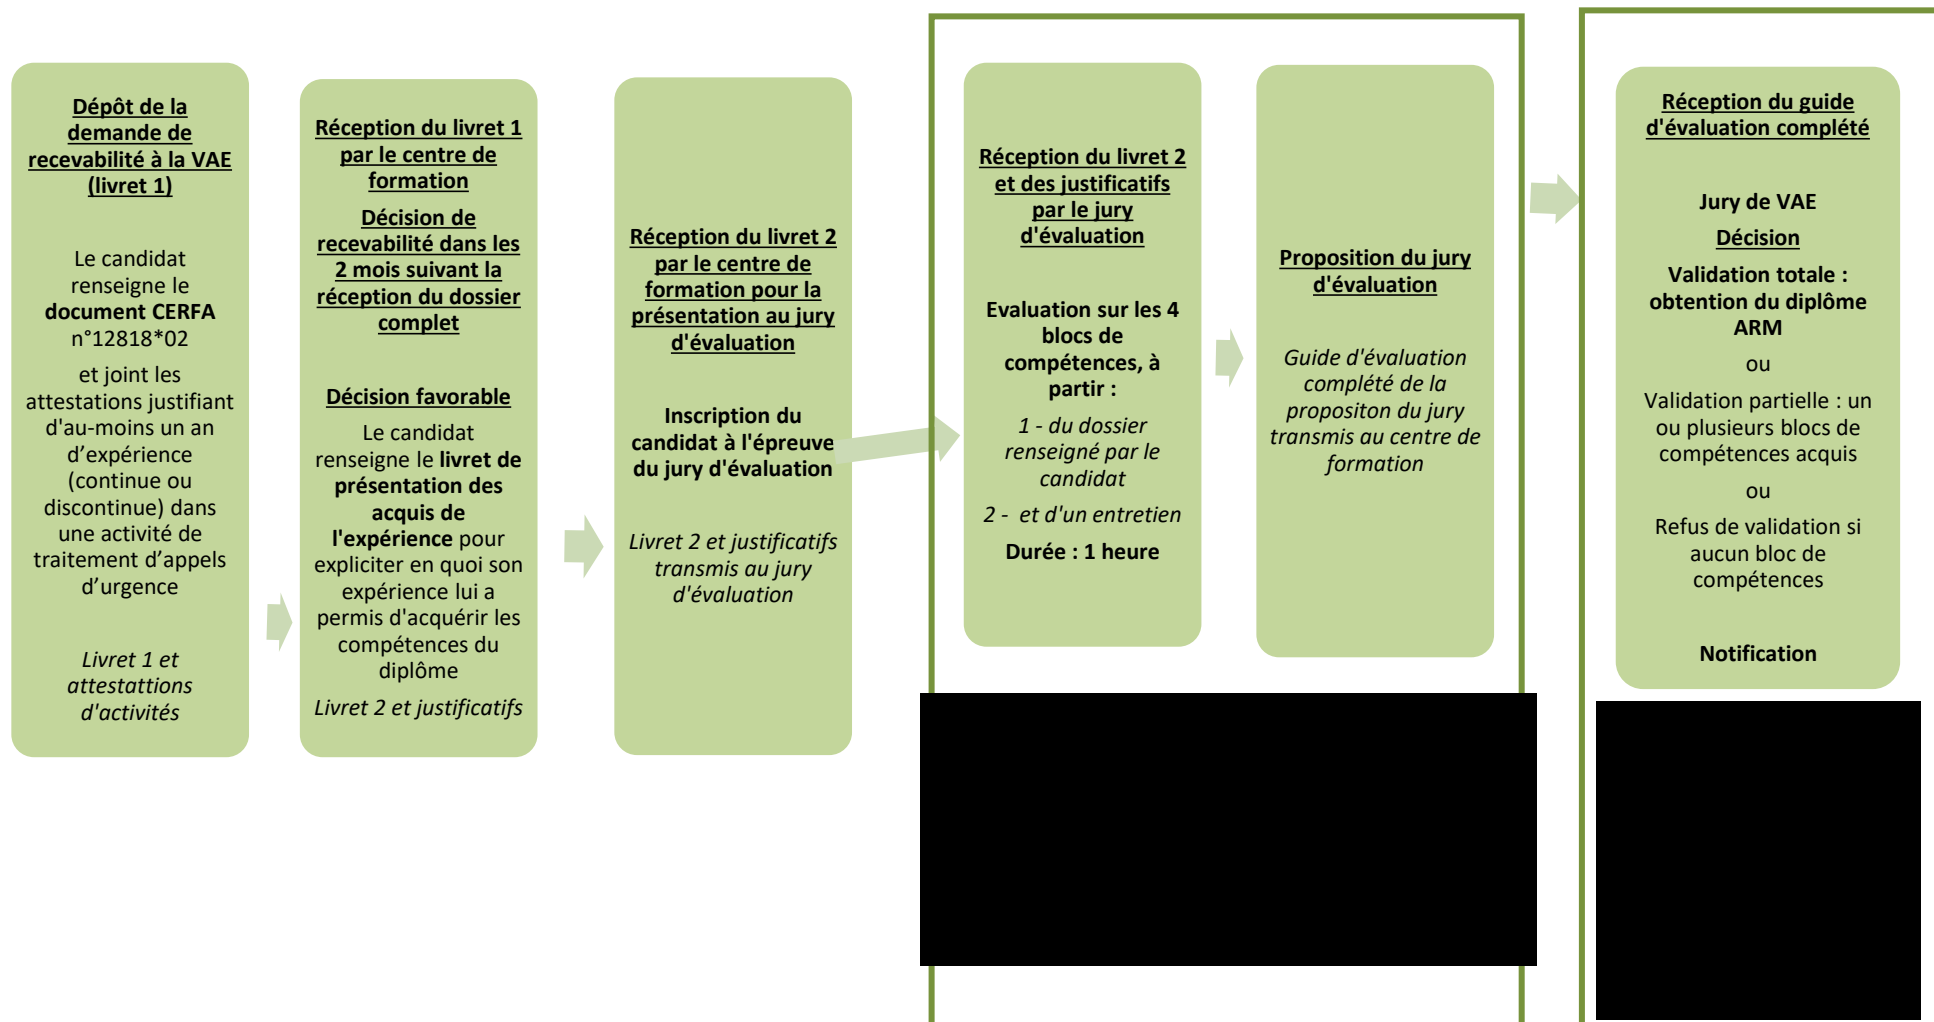 Dépôt de la
demande de
recevabilité à la VAE
(livret 1)
Le candidat
renseigne le
document CERFA
n°12818*02
et joint les
attestations justifiant
d'au-moins un an
d’expérience
(continue ou
discontinue) dans
une activité de
traitement d’appels
d’urgence
Livret 1 et
attestattions
d'activités
Réception du livret 1
par le centre de
formation
Décision de
recevabilité dans les
2 mois suivant la
réception du dossier
complet
Décision favorable
Le candidat
renseigne le livret de
présentation des
acquis de
l'expérience pour
expliciter en quoi son
expérience lui a
permis d'acquérir les
compétences du
diplôme
Livret 2 et justificatifs
Réception du livret 2
par le centre de
formation pour la
présentation au jury
d'évaluation
Inscription du
candidat à l'épreuve
du jury d'évaluation
Livret 2 et justificatifs
transmis au jury
d'évaluation
Réception du livret 2
et des justificatifs
par le jury
d'évaluation
Evaluation sur les 4
blocs de
compétences, à
partir :
1 - du dossier
renseigné par le
candidat
2 - et d'un entretien
Durée : 1 heure
Proposition du jury
d'évaluation
Guide d'évaluation
complété de la
propositon du jury
transmis au centre de
formation
Réception du guide
d'évaluation complété
Jury de VAE
Décision
Validation totale :
obtention du diplôme
ARM
ou
Validation partielle : un
ou plusieurs blocs de
compétences acquis
ou
Refus de validation si
aucun bloc de
compétences
Notification